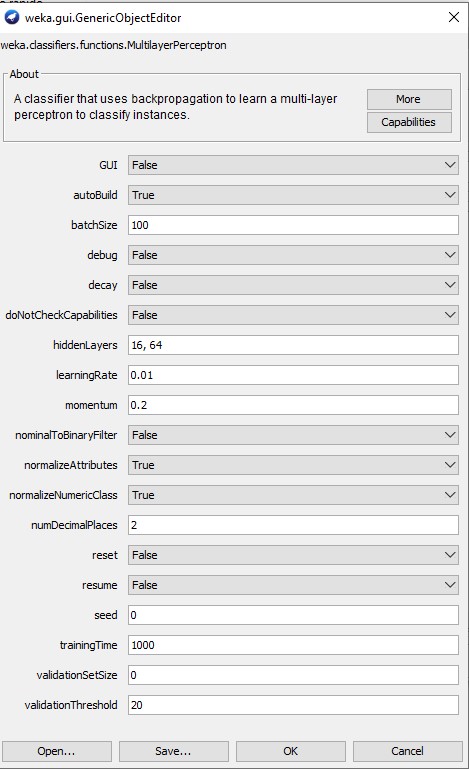 weka.gui.GenericObjectEditor
weka.classifiers.functions.MultilayerPerceptron
About
A classifier that uses backpropagation to learn a multi-layer
perceptron to classify instances.
More
Capabilities
GUI False
autoBuild True
batchSize 100
debug False
decay False
doNotCheckCapabilities False
hiddenLayers 16, 64
learningRate 0.01
momentum 0.2
nominalToBinaryFilter False
normalizeAttributes True
normalizeNumericClass True
numDecimalPlaces 2
reset False
resume False
seed 0
trainingTime 1000
validationSetSize 0
validationThreshold 20
Open... Save... OK Cancel